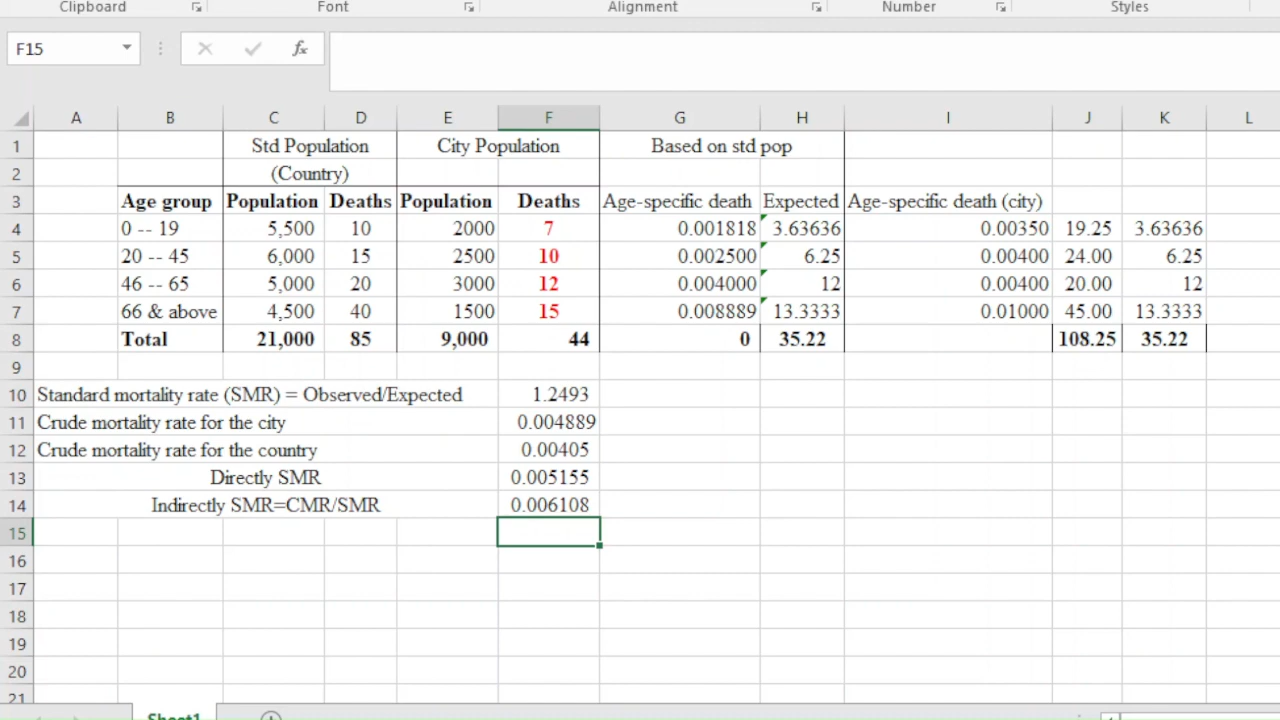 Clipboard Font Alignment Number Styles
F15 fx
A B C D E F G H I J K L
1 Std Population City Population Based on std pop
2 (Country)
3 Age group Population Deaths Population Deaths Age-specific death Expected Age-specific death (city)
4 0 -- 19 5,500 10 2000 7 0.001818 3.63636 0.00350 19.25 3.63636
5 20 -- 45 6,000 15 2500 10 0.002500 6.25 0.00400 24.00 6.25
6 46 -- 65 5,000 20 3000 12 0.004000 12 0.00400 20.00 12
7 66 & above 4,500 40 1500 15 0.008889 13.3333 0.01000 45.00 13.3333
8 Total 21,000 85 9,000 44 0 35.22 108.25 35.22
9
10 Standard mortality rate (SMR) = Observed/Expected 1.2493
11 Crude mortality rate for the city 0.004889
12 Crude mortality rate for the country 0.00405
13 Directly SMR 0.005155
14 Indirectly SMR=CMR/SMR 0.006108
15
16
17
18
19
20
21
Sheet1